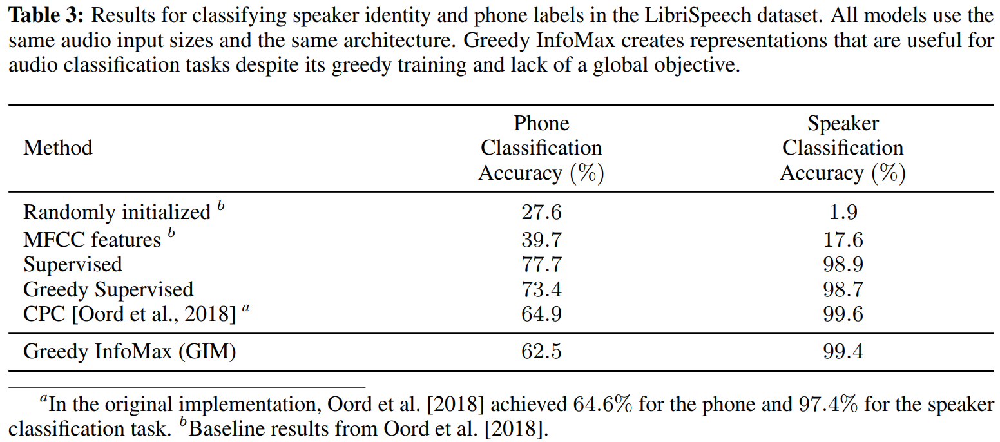 Table 3: Results for classifying speaker identity and phone labels in the LibriSpeech dataset. All models use the
same audio input sizes and the same architecture. Greedy InfoMax creates representations that are useful for
audio classification tasks despite its greedy training and lack of a global objective.
Method
Phone
Classification
Accuracy (%)
Speaker
Classification
Accuracy (%)
Randomly initialized b 27.6 1.9
MFCC features b 39.7 17.6
Supervised 77.7 98.9
Greedy Supervised 73.4 98.7
CPC [Oord et al., 2018] a 64.9 99.6
Greedy InfoMax (GIM) 62.5 99.4
aIn the original implementation, Oord et al. [2018] achieved 64.6% for the phone and 97.4% for the speaker
classification task. bBaseline results from Oord et al. [2018].